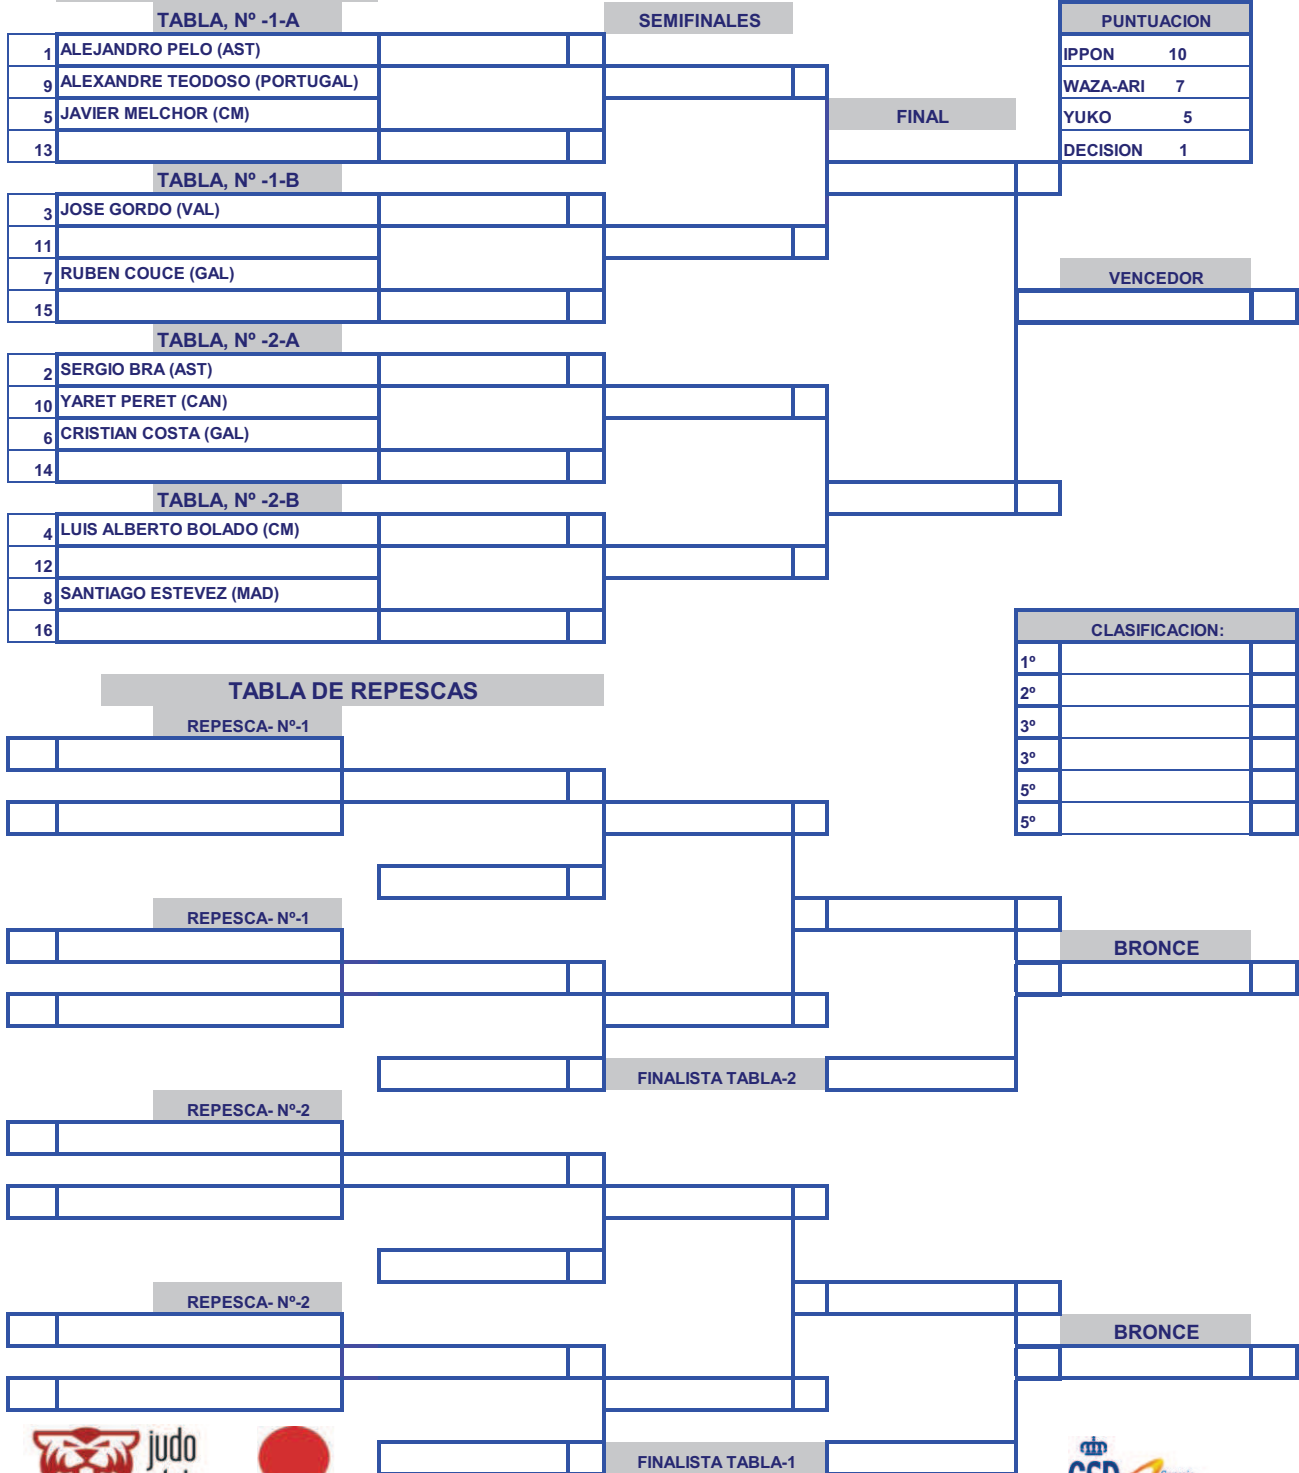 TABLA, Nº -1-A
SEMIFINALES
PUNTUACION
1 ALEJANDRO PELO (AST)
IPPON 10
9 ALEXANDRE TEODOSO (PORTUGAL)
WAZA-ARI 7
5 JAVIER MELCHOR (CM)
FINAL
YUKO 5
13
DECISION 1
TABLA, Nº -1-B
3 JOSE GORDO (VAL)
11
7 RUBEN COUCE (GAL)
VENCEDOR
15
TABLA, Nº -2-A
2 SERGIO BRA (AST)
10 YARET PERET (CAN)
6 CRISTIAN COSTA (GAL)
14
TABLA, Nº -2-B
4 LUIS ALBERTO BOLADO (CM)
12
8 SANTIAGO ESTEVEZ (MAD)
16
CLASIFICACION:
1º
2º
3º
3º
5º
5º
TABLA DE REPESCAS
REPESCA- Nº-1
REPESCA- Nº-1
BRONCE
FINALISTA TABLA-2
REPESCA- Nº-2
REPESCA- Nº-2
BRONCE
judo
FINALISTA TABLA-1
CSD